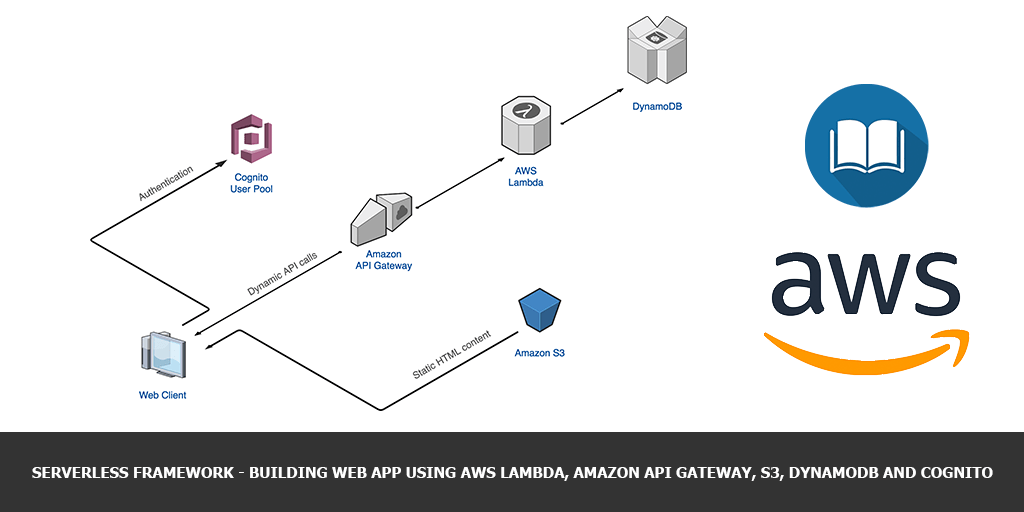 DynamoDB
AWS
Lambda
Cognito
User Pool
Authentication
Amazon
API Gateway
Dynamic API calls
Amazon S3
Static HTML content
Web Client
aws
SERVERLESS FRAMEWORK - BUILDING WEB APP USING AWS LAMBDA, AMAZON API GATEWAY, S3, DYNAMODB AND COGNITO